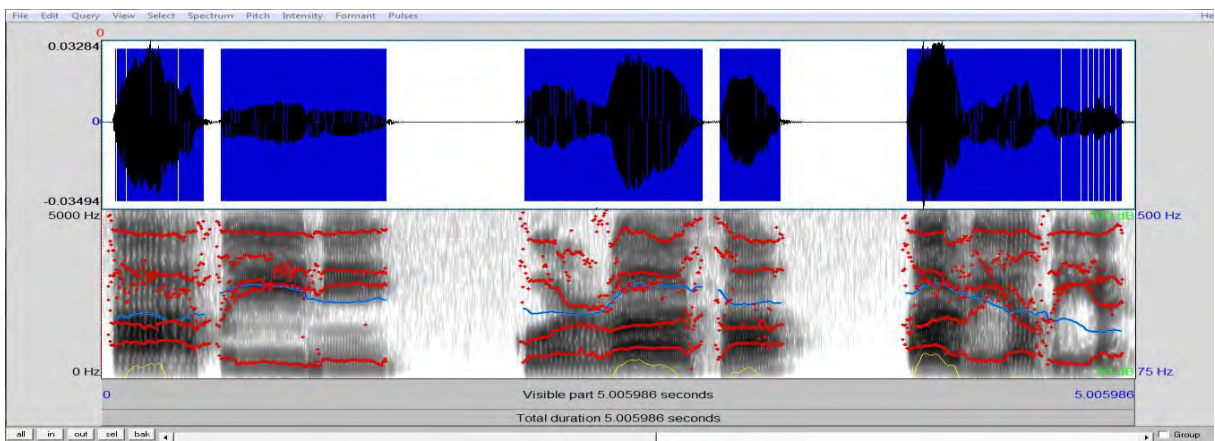 File Edit Query View Select Spectrum Pitch Intensity Formant Pulses He
0
0.03284
0
-0.03494
5000 Hz 100 dB 500 Hz
0 Hz dB 75 Hz
0 Visible part 5.005986 seconds 5.005986
Total duration 5.005986 seconds
all in out sel bak Group